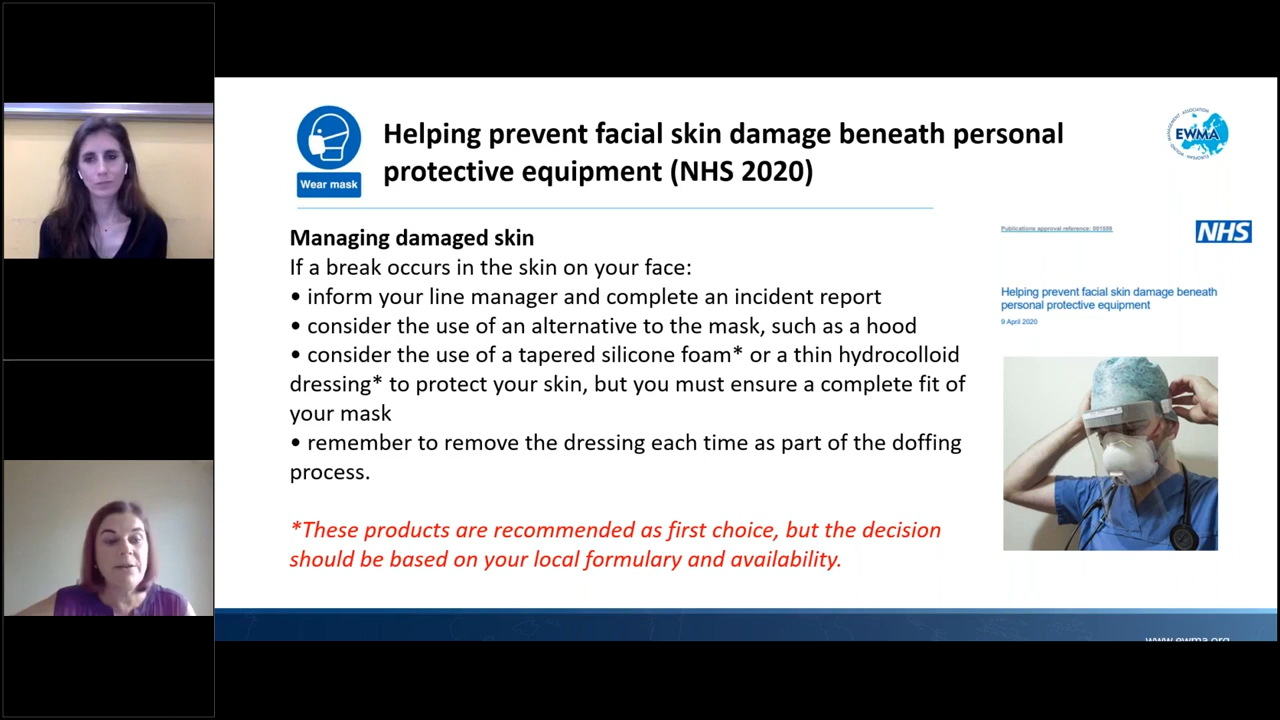 Helping prevent facial skin damage beneath personal
protective equipment (NHS 2020)
Wear mask
EWMA
Managing damaged skin
If a break occurs in the skin on your face:
• inform your line manager and complete an incident report
• consider the use of an alternative to the mask, such as a hood
• consider the use of a tapered silicone foam* or a thin hydrocolloid
dressing* to protect your skin, but you must ensure a complete fit of
your mask
• remember to remove the dressing each time as part of the doffing
process.
*These products are recommended as first choice, but the decision
should be based on your local formulary and availability.
Publications approval reference:
NHS
Helping prevent facial skin damage beneath
personal protective equipment
9 April 2020
www.ewma.org